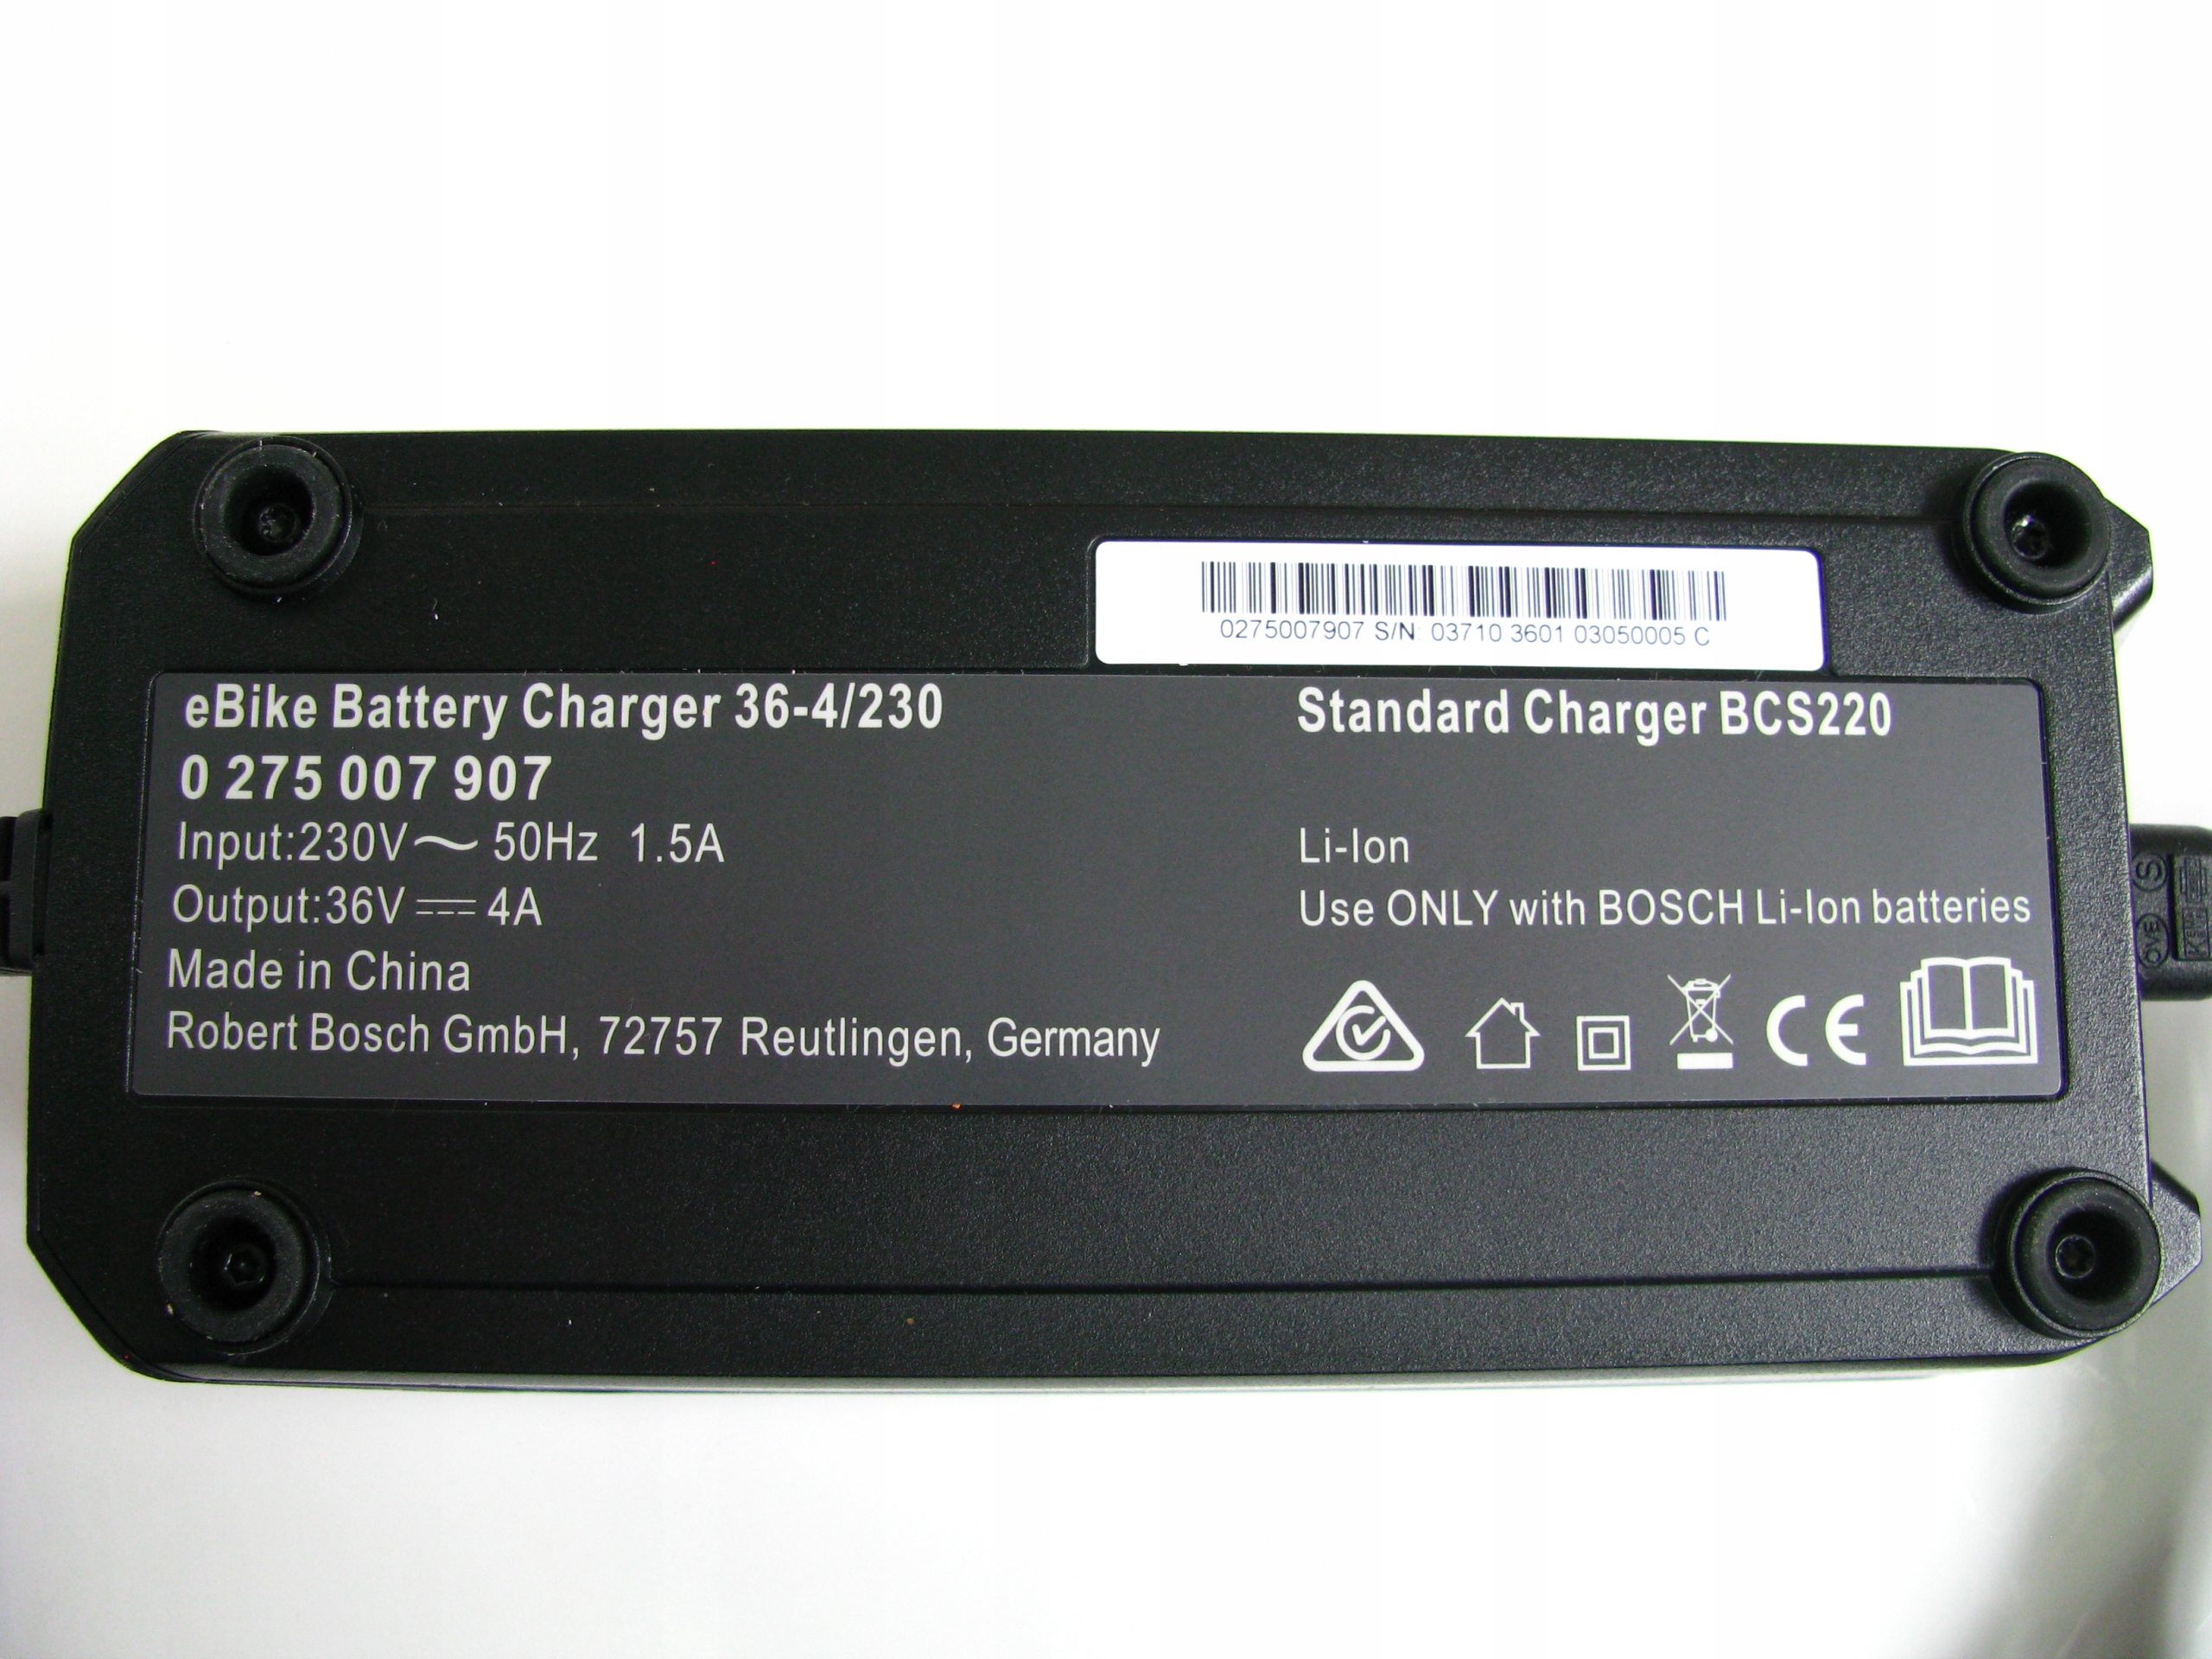 0275007907 S/N: 03710 3601 03050005 C
eBike Battery Charger 36-4/230
Standard Charger BCS220
0 275 007 907
Input:230V～ 50Hz 1.5A
Li-Ion
Output:36V ⎓ 4A
Use ONLY with BOSCH Li-Ion batteries
Made in China
Robert Bosch GmbH, 72757 Reutlingen, Germany
CE
S
OVE